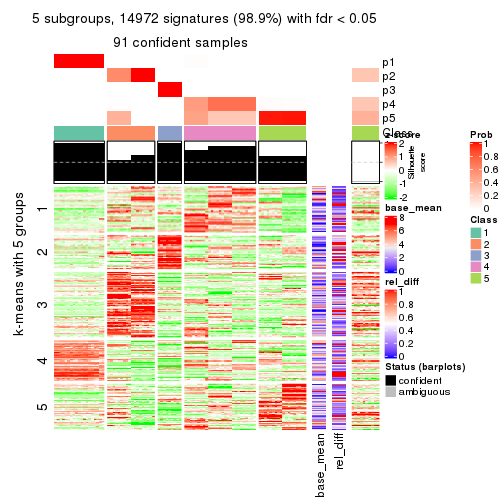 5 subgroups, 14972 signatures (98.9%) with fdr < 0.05
91 confident samples
p1
p2
p3
p4
p5
Class
Silhouette
score
k-means with 5 groups
1
2
3
4
5
base_mean
rel_diff
z-score
2
1
0
-1
-2
base_mean
8
6
4
2
0
rel_diff
1
0.8
0.6
0.4
0.2
0
Status (barplots)
confident
ambiguous
Prob
1
0.8
0.6
0.4
0.2
0
Class
1
2
3
4
5